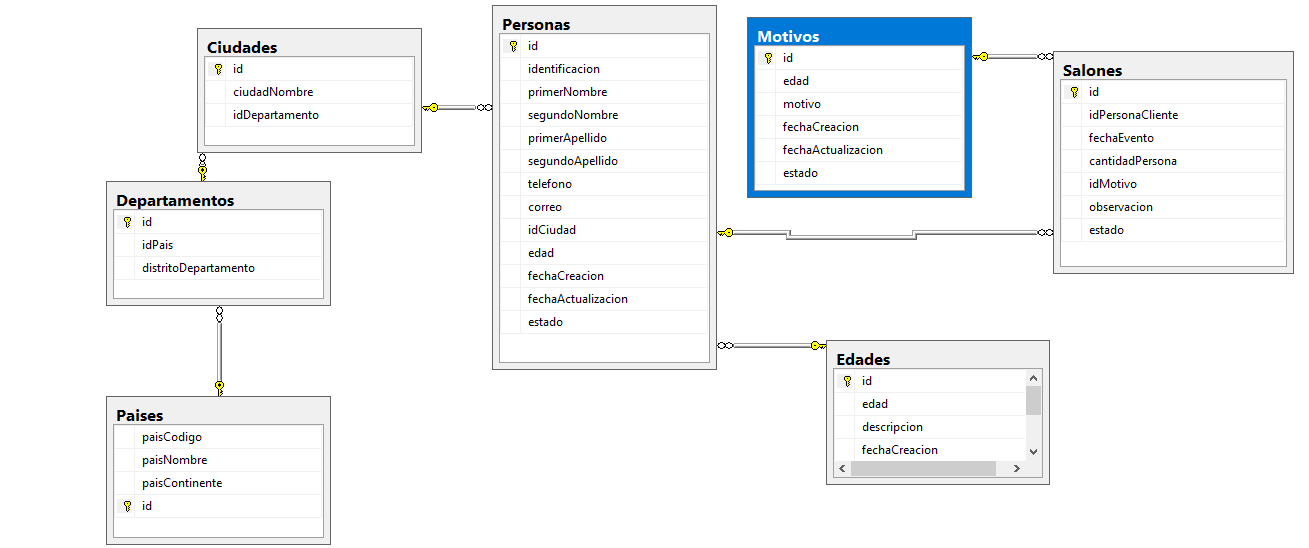 Ciudades
id
ciudadNombre
idDepartamento
Departamentos
id
idPais
distritoDepartamento
Paises
paisCodigo
paisNombre
paisContinente
id
Personas
id
identificacion
primerNombre
segundoNombre
primerApellido
segundoApellido
telefono
correo
idCiudad
edad
fechaCreacion
fechaActualizacion
estado
Motivos
id
edad
motivo
fechaCreacion
fechaActualizacion
estado
Salones
id
idPersonaCliente
fechaEvento
cantidadPersona
idMotivo
observacion
estado
Edades
id
edad
descripcion
fechaCreacion